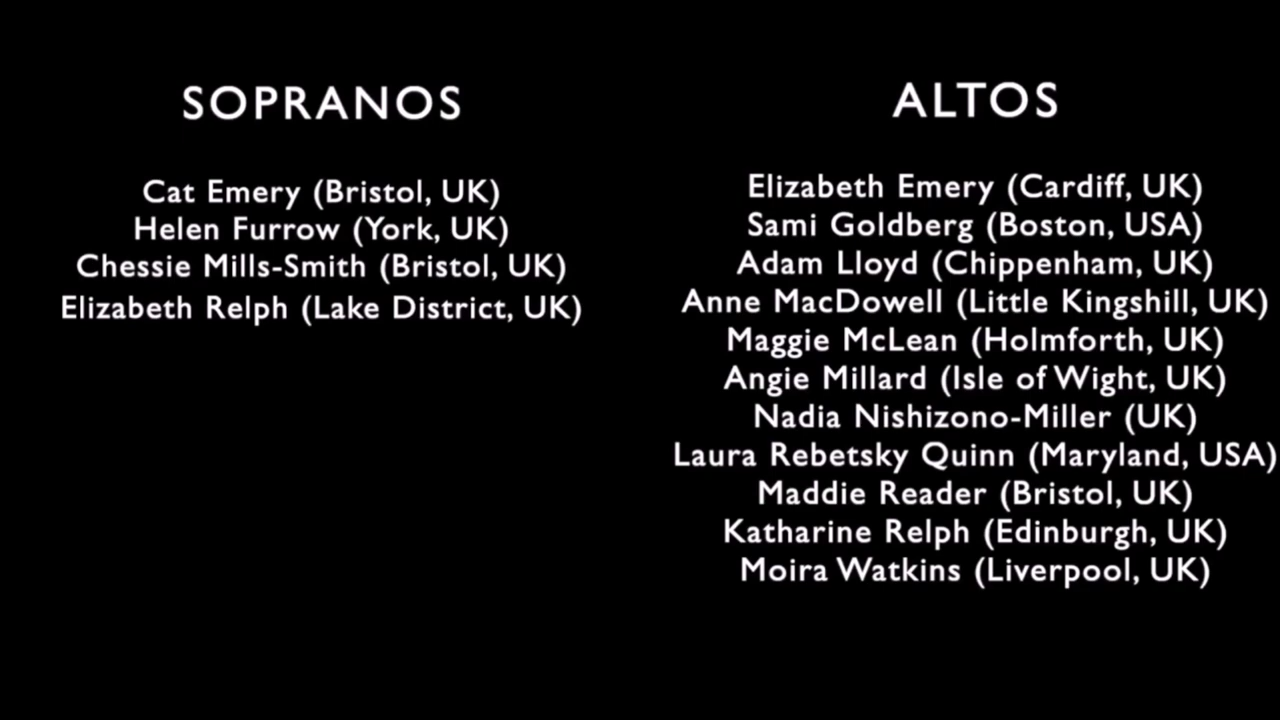 SOPRANOS
Cat Emery (Bristol, UK)
Helen Furrow (York, UK)
Chessie Mills-Smith (Bristol, UK)
Elizabeth Relph (Lake District, UK)
ALTOS
Elizabeth Emery (Cardiff, UK)
Sami Goldberg (Boston, USA)
Adam Lloyd (Chippenham, UK)
Anne MacDowell (Little Kingshill, UK)
Maggie McLean (Holmforth, UK)
Angie Millard (Isle of Wight, UK)
Nadia Nishizono-Miller (UK)
Laura Rebetsky Quinn (Maryland, USA)
Maddie Reader (Bristol, UK)
Katharine Relph (Edinburgh, UK)
Moira Watkins (Liverpool, UK)